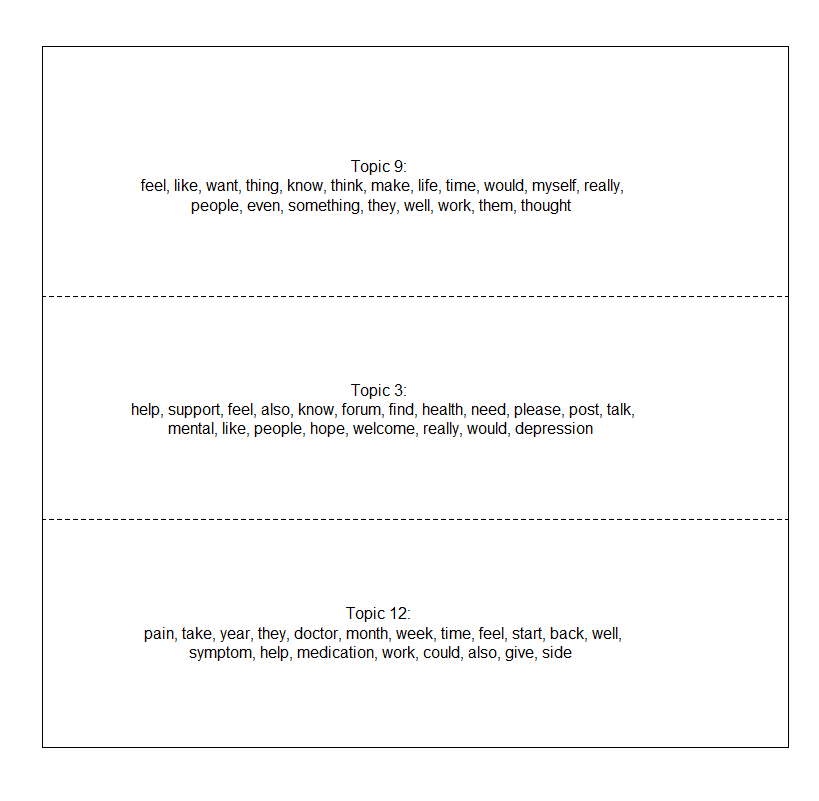 Topic 9:
feel, like, want, thing, know, think, make, life, time, would, myself, really,
people, even, something, they, well, work, them, thought
Topic 3:
help, support, feel, also, know, forum, find, health, need, please, post, talk,
mental, like, people, hope, welcome, really, would, depression
Topic 12:
pain, take, year, they, doctor, month, week, time, feel, start, back, well,
symptom, help, medication, work, could, also, give, side